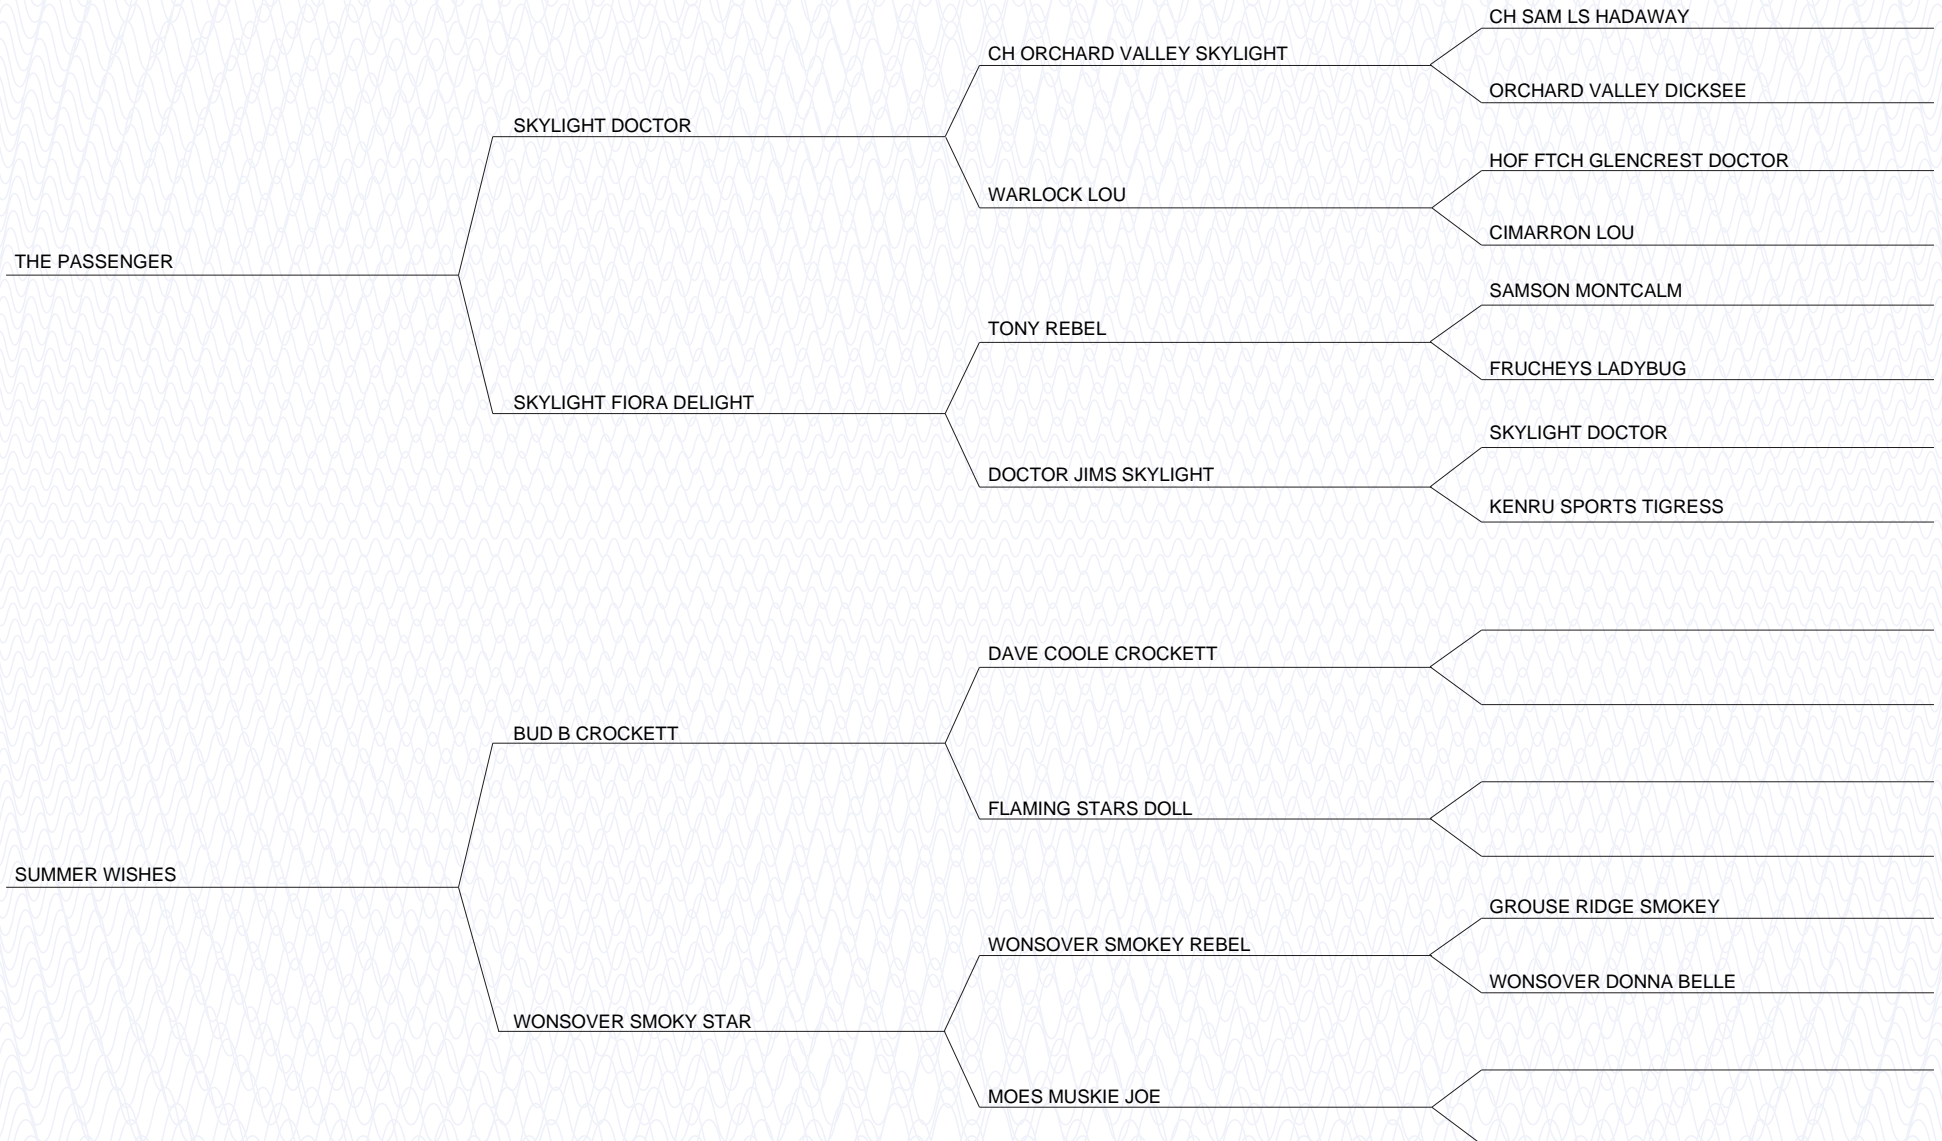 CH SAM LS HADAWAY
CH ORCHARD VALLEY SKYLIGHT
ORCHARD VALLEY DICKSEE
SKYLIGHT DOCTOR
HOF FTCH GLENCREST DOCTOR
WARLOCK LOU
CIMARRON LOU
THE PASSENGER
SAMSON MONTCALM
TONY REBEL
FRUCHEYS LADYBUG
SKYLIGHT FIORA DELIGHT
SKYLIGHT DOCTOR
DOCTOR JIMS SKYLIGHT
KENRU SPORTS TIGRESS
DAVE COOLE CROCKETT
BUD B CROCKETT
FLAMING STARS DOLL
SUMMER WISHES
GROUSE RIDGE SMOKEY
WONSOVER SMOKEY REBEL
WONSOVER DONNA BELLE
WONSOVER SMOKY STAR
MOES MUSKIE JOE